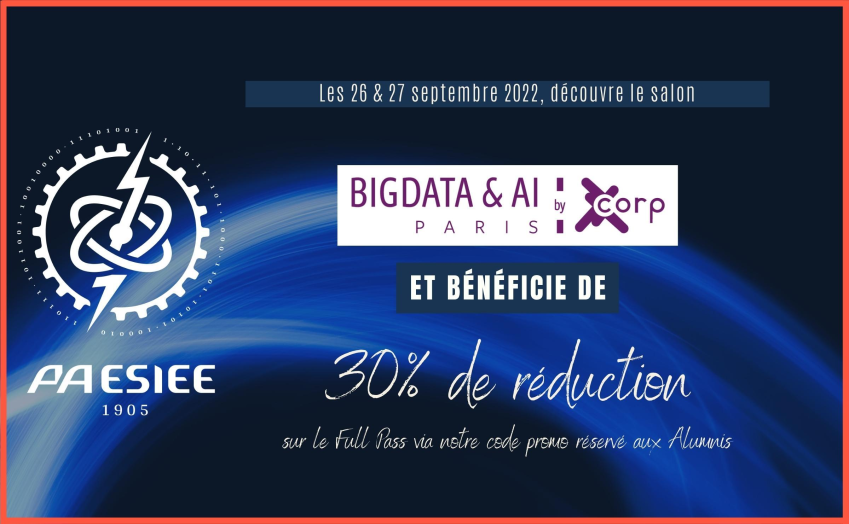 Les 26 & 27 septembre 2022, découvre le salon
BIGDATA & AI by corp
PARIS
ET BÉNÉFICIE DE
30% de réduction
sur le Full Pass via notre code promo réservé aux Alumnis
PA ESIEE
1905